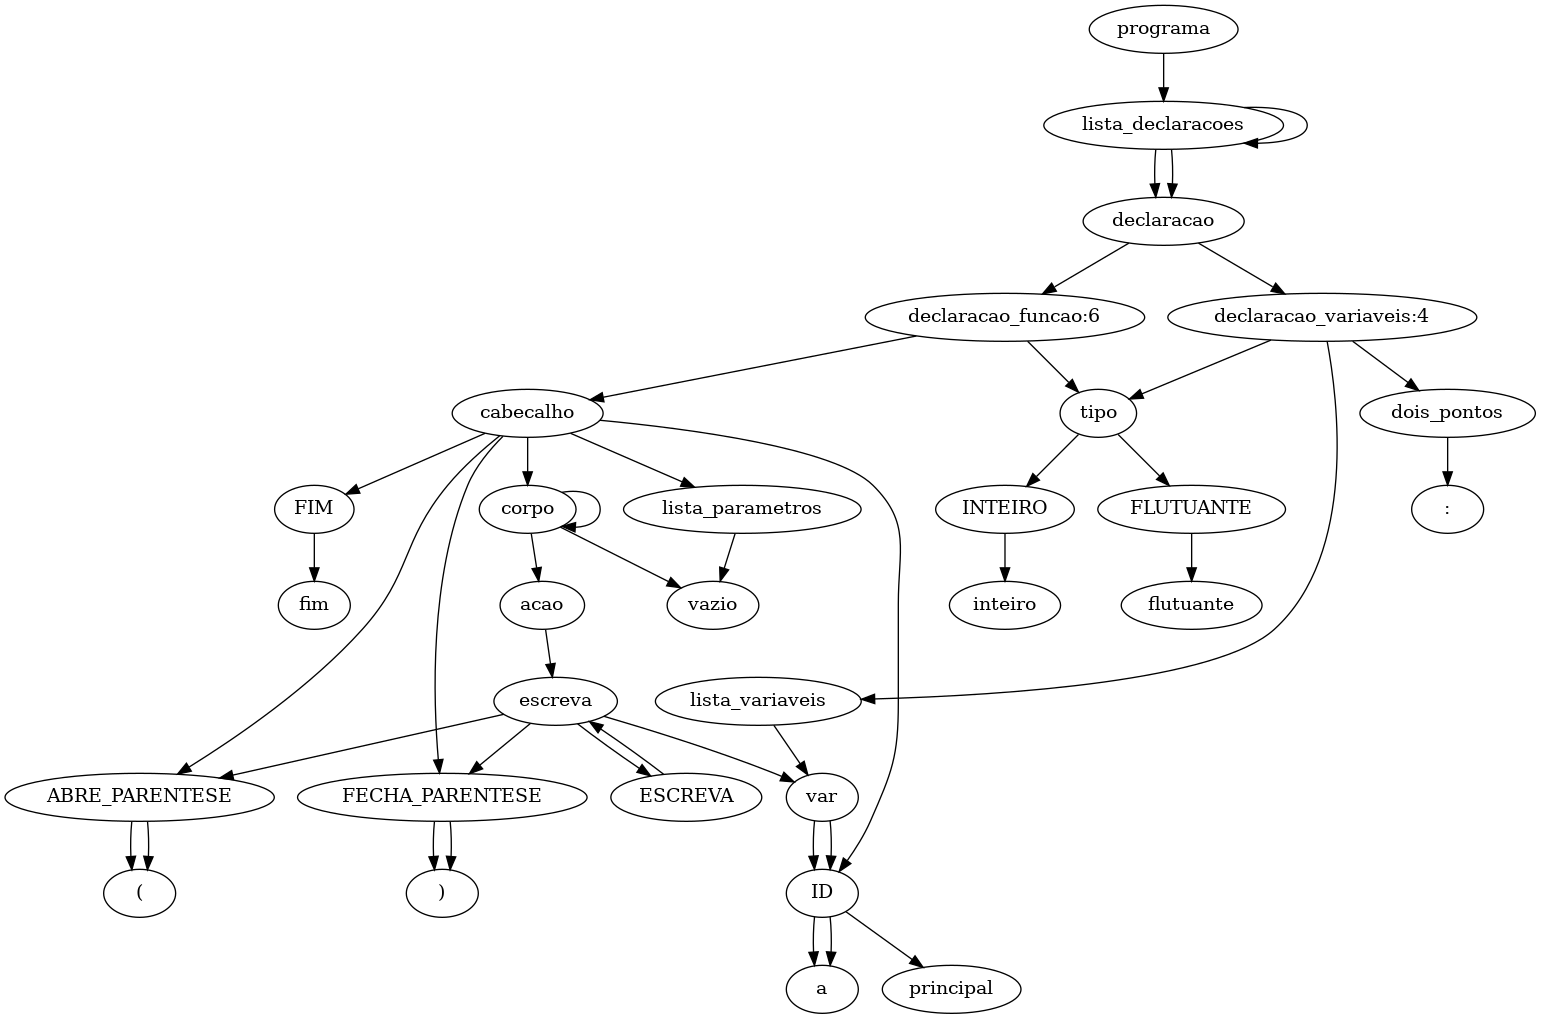 programa
lista_declaracoes
declaracao
declaracao_funcao:6
declaracao_variaveis:4
cabecalho
tipo
dois_pontos
FIM
corpo
lista_parametros
INTEIRO
FLUTUANTE
:
fim
acao
vazio
inteiro
flutuante
escreva
lista_variaveis
ABRE_PARENTESE
FECHA_PARENTESE
ESCREVA
var
(
)
ID
a
principal